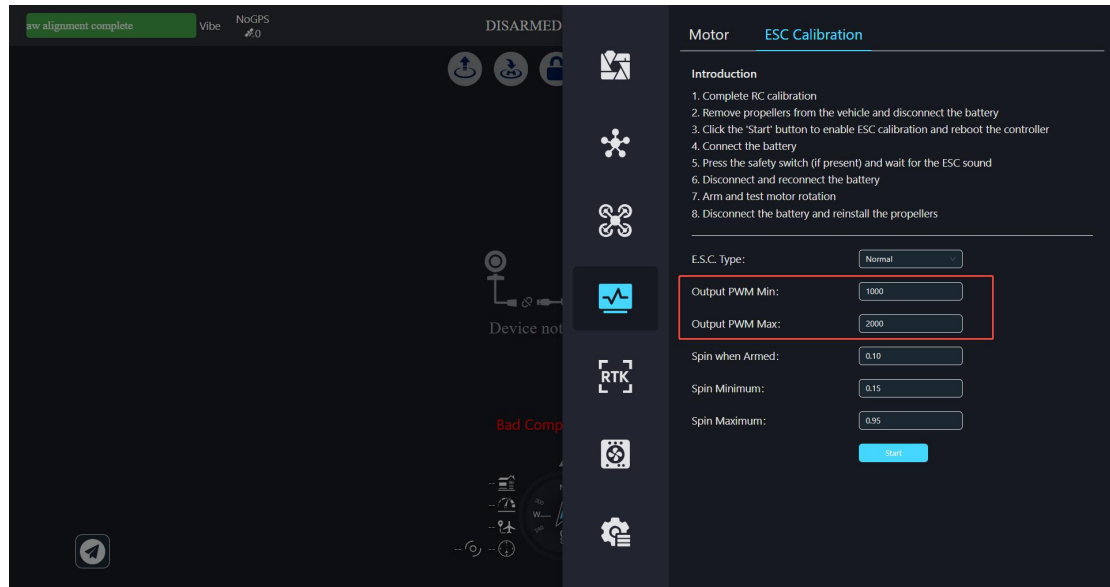 aw alignment complete
Vibe
NoGPS
0
DISARMED
Device not
Bad Comp
W
RTK
Motor
ESC Calibration
Introduction
1. Complete RC calibration
2. Remove propellers from the vehicle and disconnect the battery
3. Click the 'Start' button to enable ESC calibration and reboot the controller
4. Connect the battery
5. Press the safety switch (if present) and wait for the ESC sound
6. Disconnect and reconnect the battery
7. Arm and test motor rotation
8. Disconnect the battery and reinstall the propellers
E.S.C. Type:
Normal
Output PWM Min:
1000
Output PWM Max:
2000
Spin when Armed:
0.10
Spin Minimum:
0.15
Spin Maximum:
0.95
Start